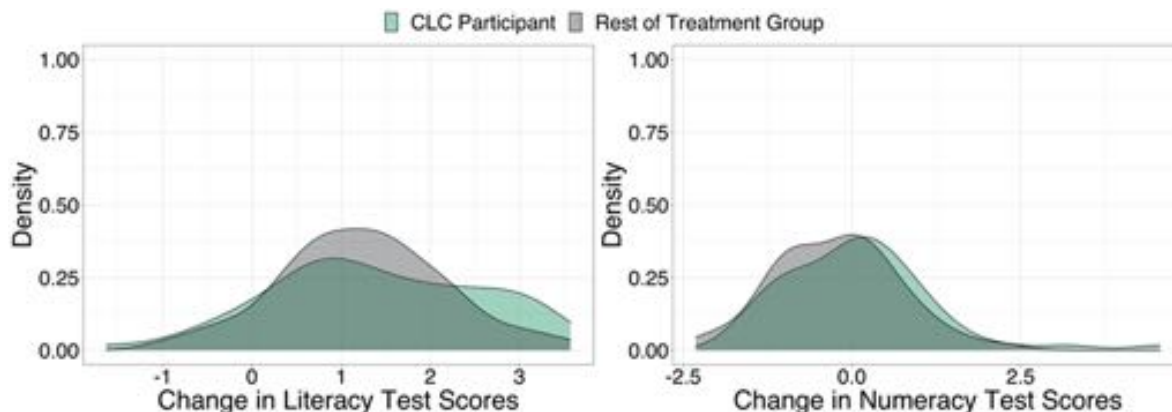 CLC Participant Rest of Treatment Group
1.00
0.75
0.50
0.25
0.00
Density
-1 0 1 2 3
Change in Literacy Test Scores
1.00
0.75
0.50
0.25
0.00
Density
-2.5 0.0 2.5
Change in Numeracy Test Scores